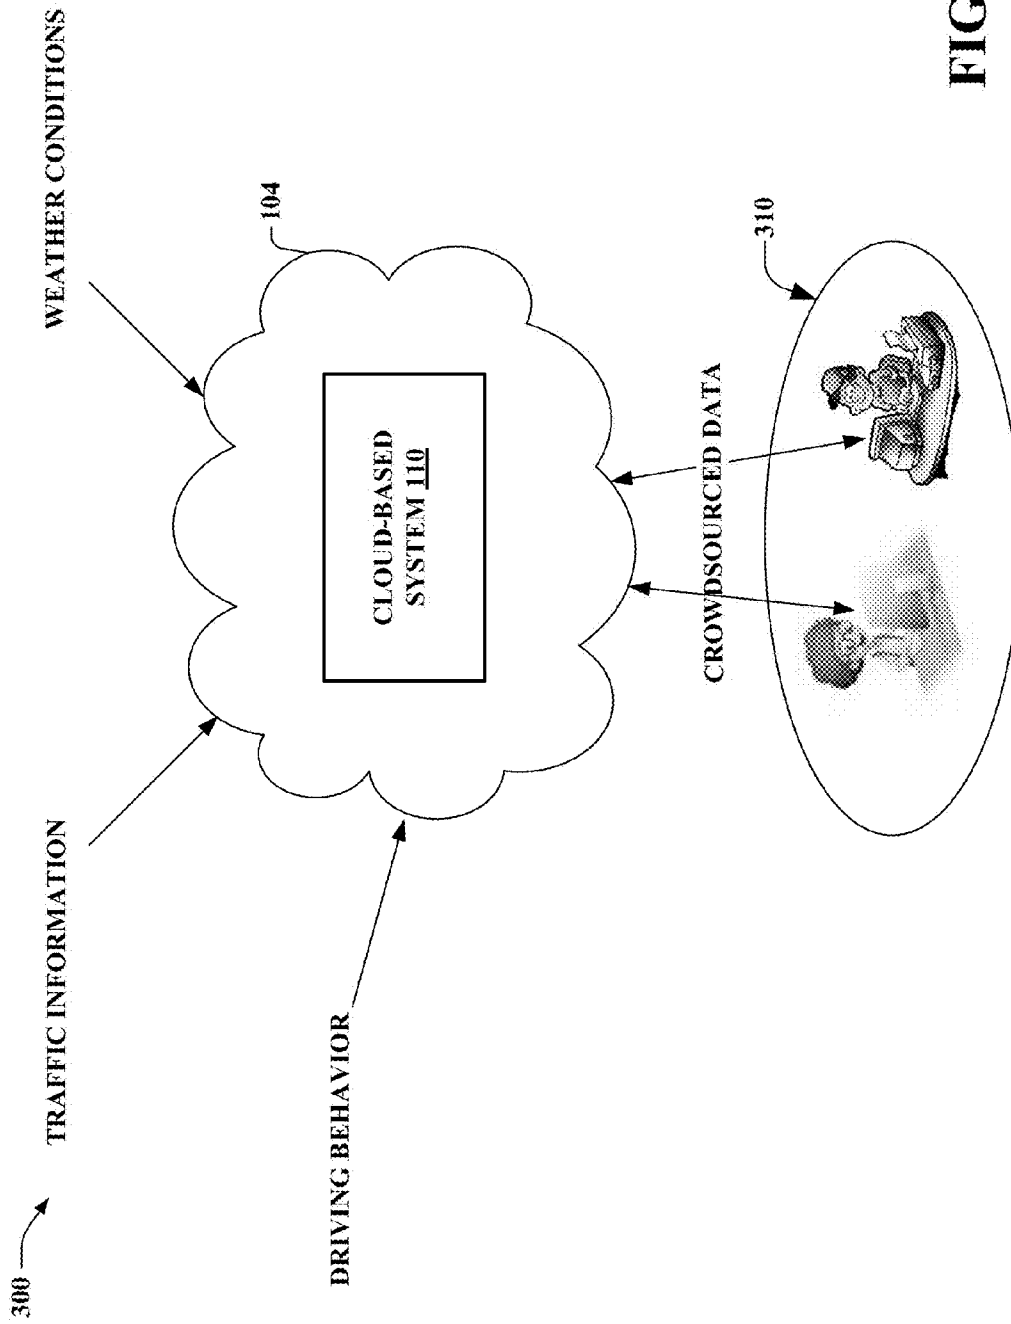 300
TRAFFIC INFORMATION
WEATHER CONDITIONS
DRIVING BEHAVIOR
104
CLOUD-BASED
SYSTEM 110
CROWDSOURCED DATA
310
FIG